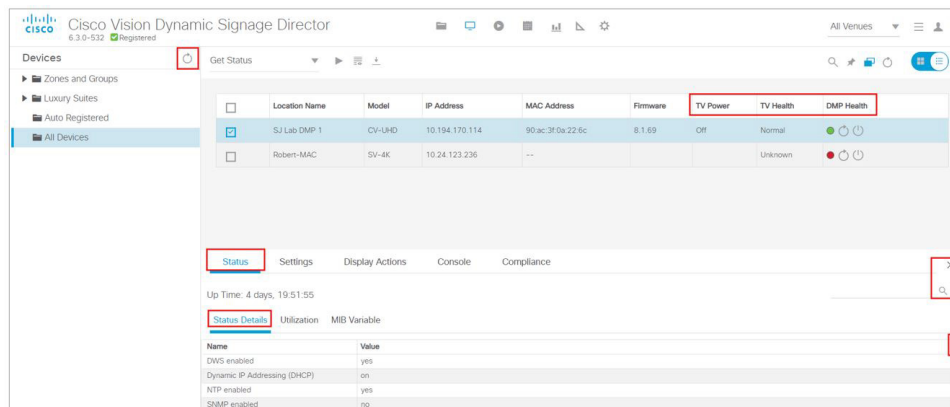 CISCO
Cisco Vision Dynamic Signage Director
6.3.0-532 Registered
All Venues
Devices
Get Status
Zones and Groups
Luxury Suites
Auto Registered
All Devices
Location Name Model IP Address MAC Address Firmware TV Power TV Health DMP Health
SJ Lab DMP 1 CV-UHD 10.194.170.114 90:ac:3f:0a:22:6c 8.1.69 Off Normal
Robert-MAC SV-4K 10.24.123.236 -- Unknown
Status Settings Display Actions Console Compliance
Up Time: 4 days, 19:51:55
Status Details Utilization MIB Variable
Name Value
DWS enabled yes
Dynamic IP Addressing (DHCP) on
NTP enabled yes
SNMP enabled no